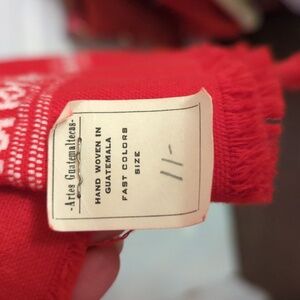 -Artes Guatemaltecas-
HAND WOVEN IN
GUATEMALA
FAST COLORS
SIZE
11-